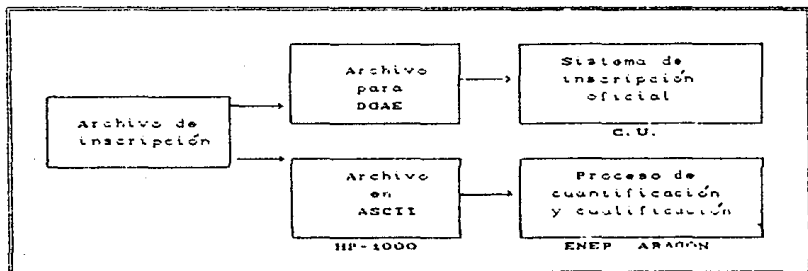 Archivo de
inscripción
Archivo
para
DGAE
Sistema de
inscripción
oficial
C.U.
Archivo
en
ASCII
HP-1000
Proceso de
cuantificación
y cualificación
ENEP ARAGON